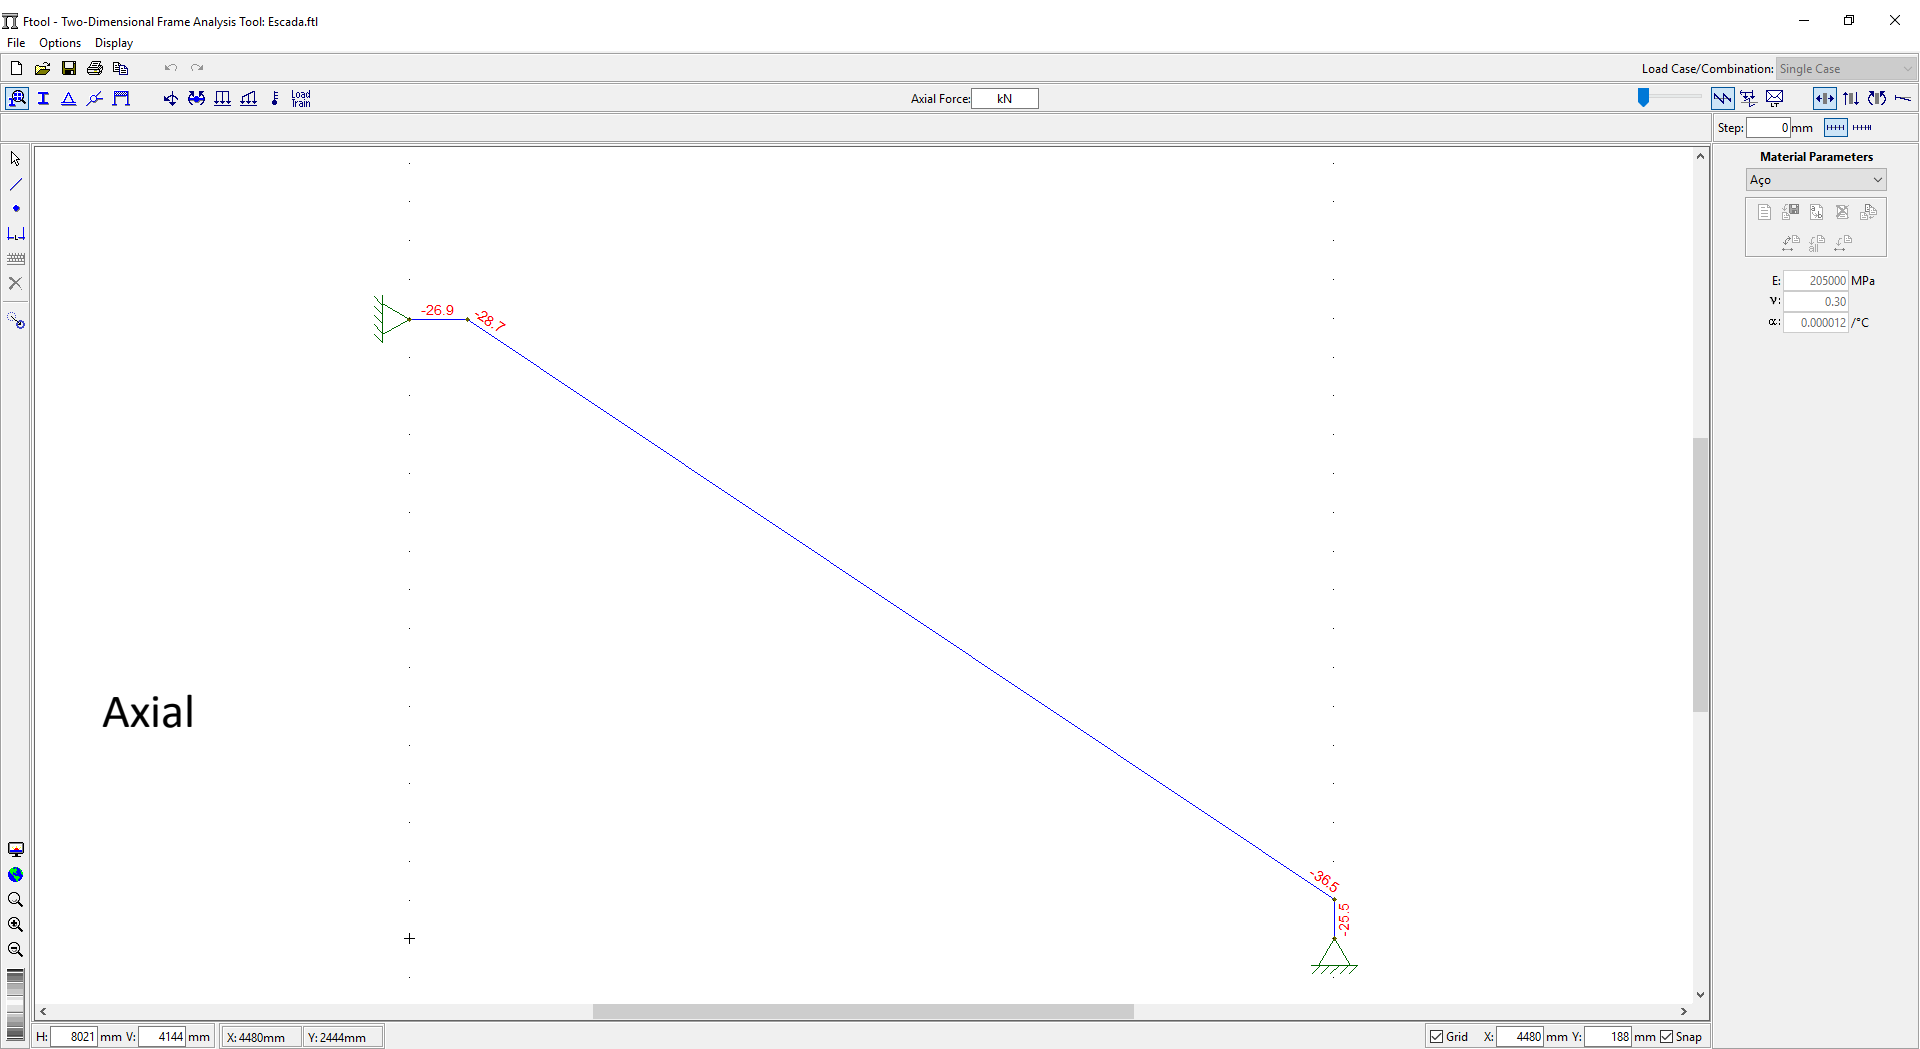 Ftool - Two-Dimensional Frame Analysis Tool: Escada.ftl
File Options Display
Load Case/Combination: Single Case
Load
Train
Axial Force: kN
LT
Step: 0 mm
Material Parameters
Aço
all
E: 205000 MPa
ν: 0.30
α: 0.000012 /°C
-26.9
-28.7
Axial
-36.5
-25.5
H: 8021 mm V: 4144 mm X: 4480mm Y: 2444mm
Grid X: 4480 mm Y: 188 mm Snap